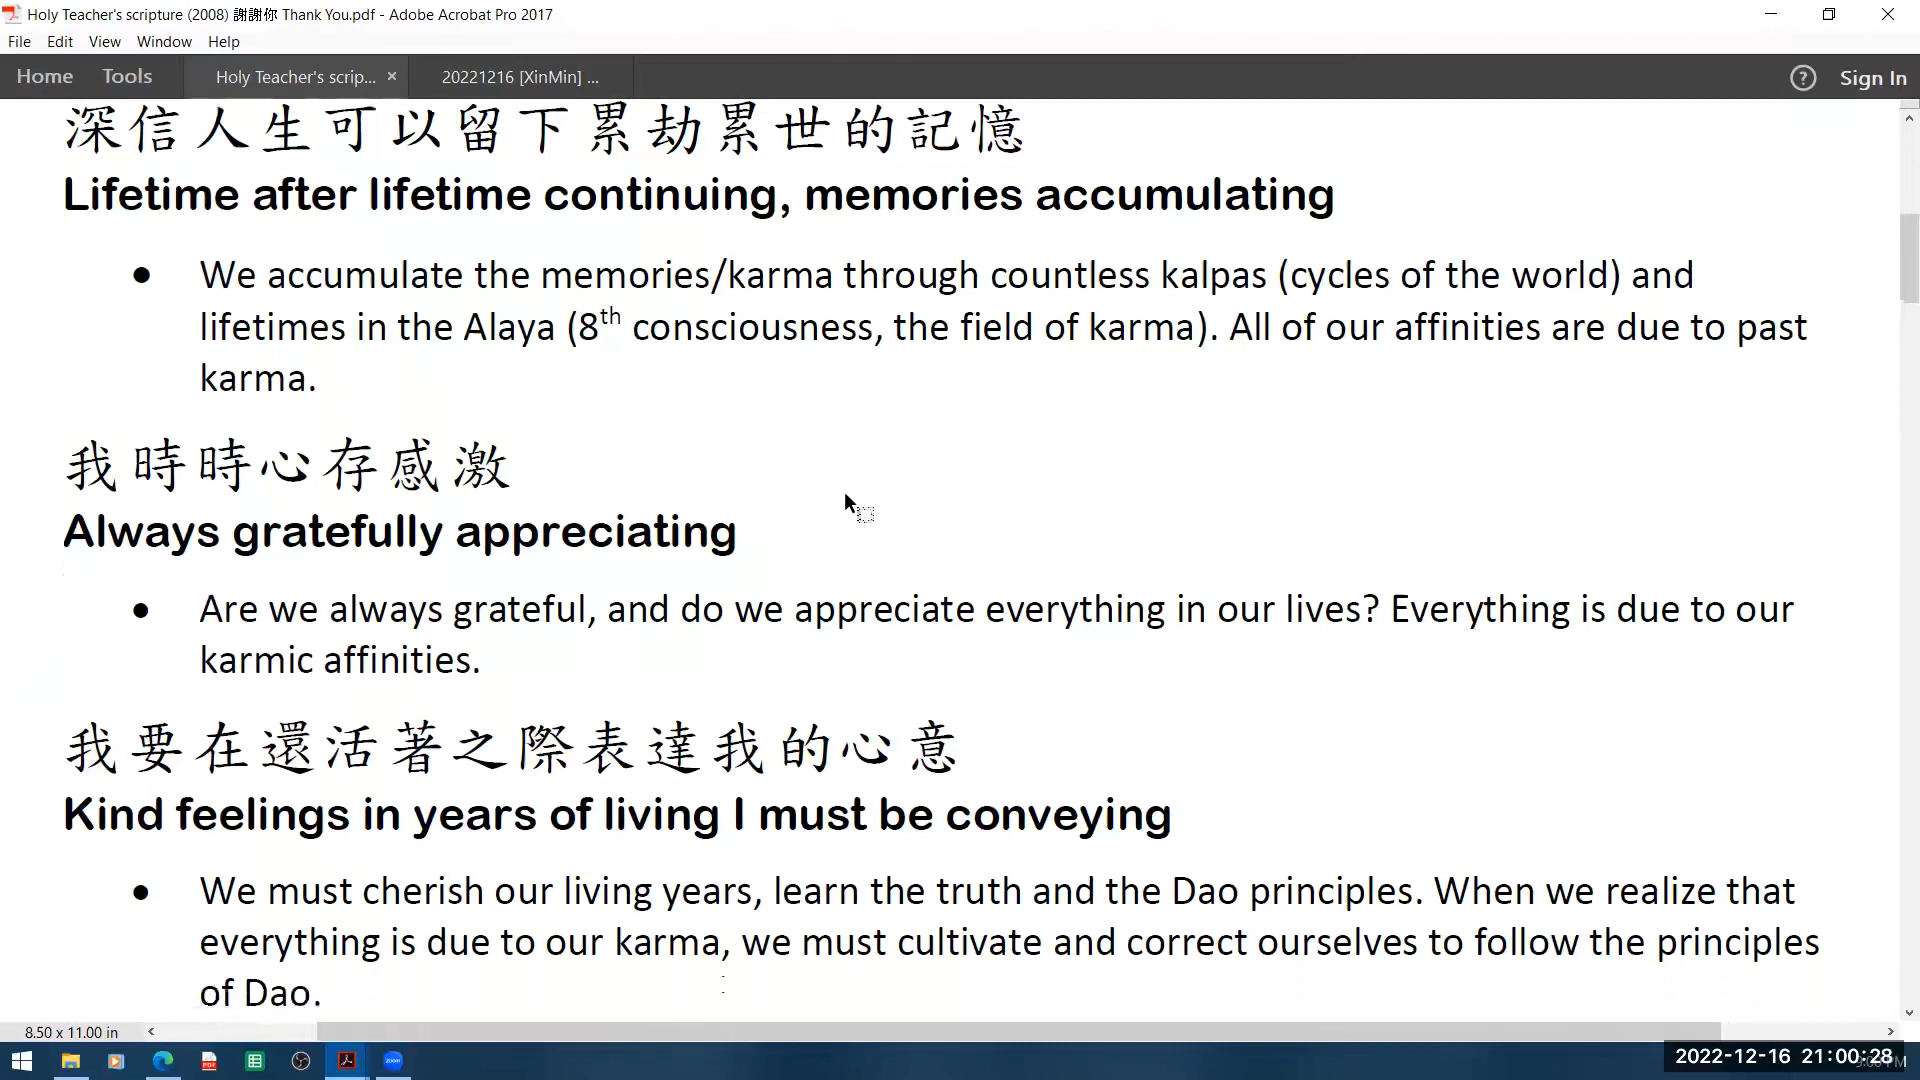 Holy Teacher's scripture (2008) 謝謝你 Thank You.pdf - Adobe Acrobat Pro 2017
File Edit View Window Help
Home Tools Holy Teacher's scrip... × 20221216 [XinMin] ... ? Sign In
深信人生可以留下累劫累世的記憶
Lifetime after lifetime continuing, memories accumulating
• We accumulate the memories/karma through countless kalpas (cycles of the world) and
lifetimes in the Alaya (8th consciousness, the field of karma). All of our affinities are due to past
karma.
我時時心存感激
Always gratefully appreciating
• Are we always grateful, and do we appreciate everything in our lives? Everything is due to our
karmic affinities.
我要在還活著之際表達我的心意
Kind feelings in years of living I must be conveying
• We must cherish our living years, learn the truth and the Dao principles. When we realize that
everything is due to our karma, we must cultivate and correct ourselves to follow the principles
of Dao.
8.50 x 11.00 in
PDF zoom 2022-12-16 21:00:28